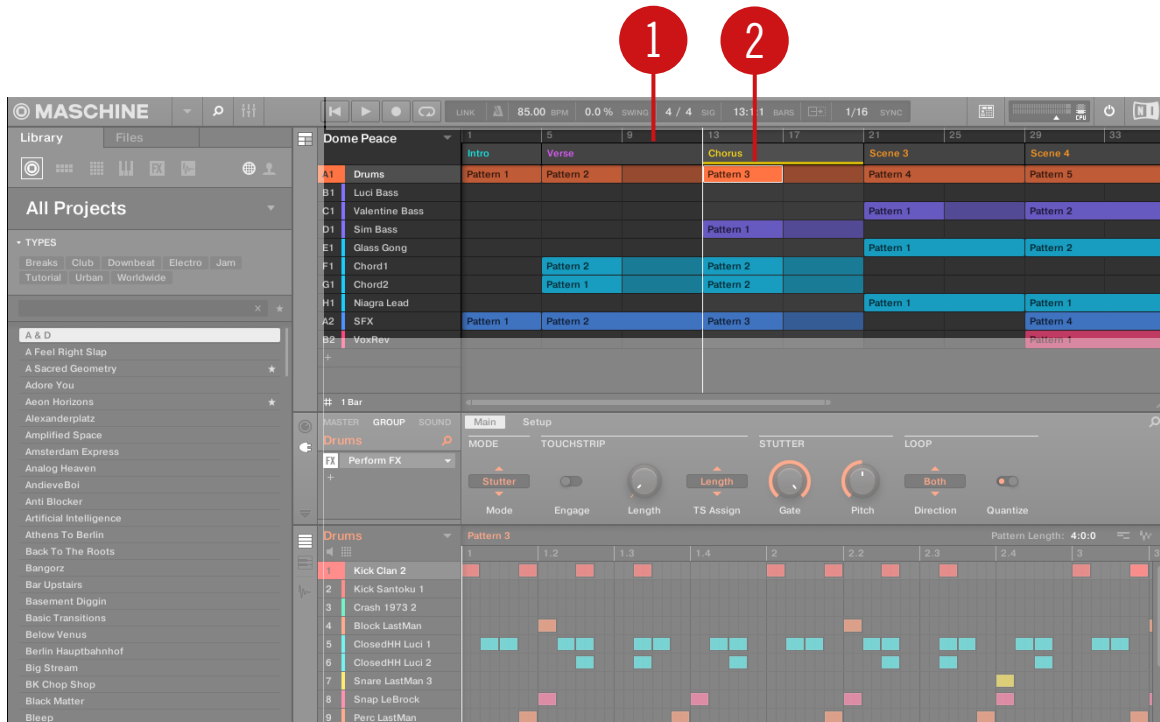 1 2
MASCHINE
LINK 85.00 BPM 0.0 % SWING 4 / 4 SIG 13:1:1 BARS 1/16 SYNC CPU NI
Library Files
Dome Peace
1 5 9 13 17 21 25 29 33
Intro Verse Chorus Scene 3 Scene 4
FX
All Projects
TYPES
Breaks Club Downbeat Electro Jam
Tutorial Urban Worldwide
A & D
A Feel Right Slap
A Sacred Geometry
Adore You
Aeon Horizons
Alexanderplatz
Amplified Space
Amsterdam Express
Analog Heaven
AndieveBoi
Anti Blocker
Artificial Intelligence
Athens To Berlin
Back To The Roots
Bangorz
Bar Upstairs
Basement Diggin
Basic Transitions
Below Venus
Berlin Hauptbahnhof
Big Stream
BK Chop Shop
Black Matter
Bleep
A1 Drums Pattern 1 Pattern 2 Pattern 3 Pattern 4 Pattern 5
B1 Luci Bass
C1 Valentine Bass Pattern 1 Pattern 2
D1 Sim Bass Pattern 1
E1 Glass Gong Pattern 1 Pattern 2
F1 Chord1 Pattern 2 Pattern 2
G1 Chord2 Pattern 1 Pattern 2
H1 Niagra Lead Pattern 1 Pattern 1
A2 SFX Pattern 1 Pattern 2 Pattern 3 Pattern 4
B2 VoxRev Pattern 1
+
# 1 Bar
MASTER GROUP SOUND Main Setup
Drums
MODE TOUCHSTRIP STUTTER LOOP
FX Perform FX
+
Stutter Length Both
Mode Engage Length TS Assign Gate Pitch Direction Quantize
Drums Pattern 3 Pattern Length: 4:0:0
1 1.2 1.3 1.4 2 2.2 2.3 2.4 3
1 Kick Clan 2
2 Kick Santoku 1
3 Crash 1973 2
4 Block LastMan
5 ClosedHH Luci 1
6 ClosedHH Luci 2
7 Snare LastMan 3
8 Snap LeBrock
9 Perc LastMan